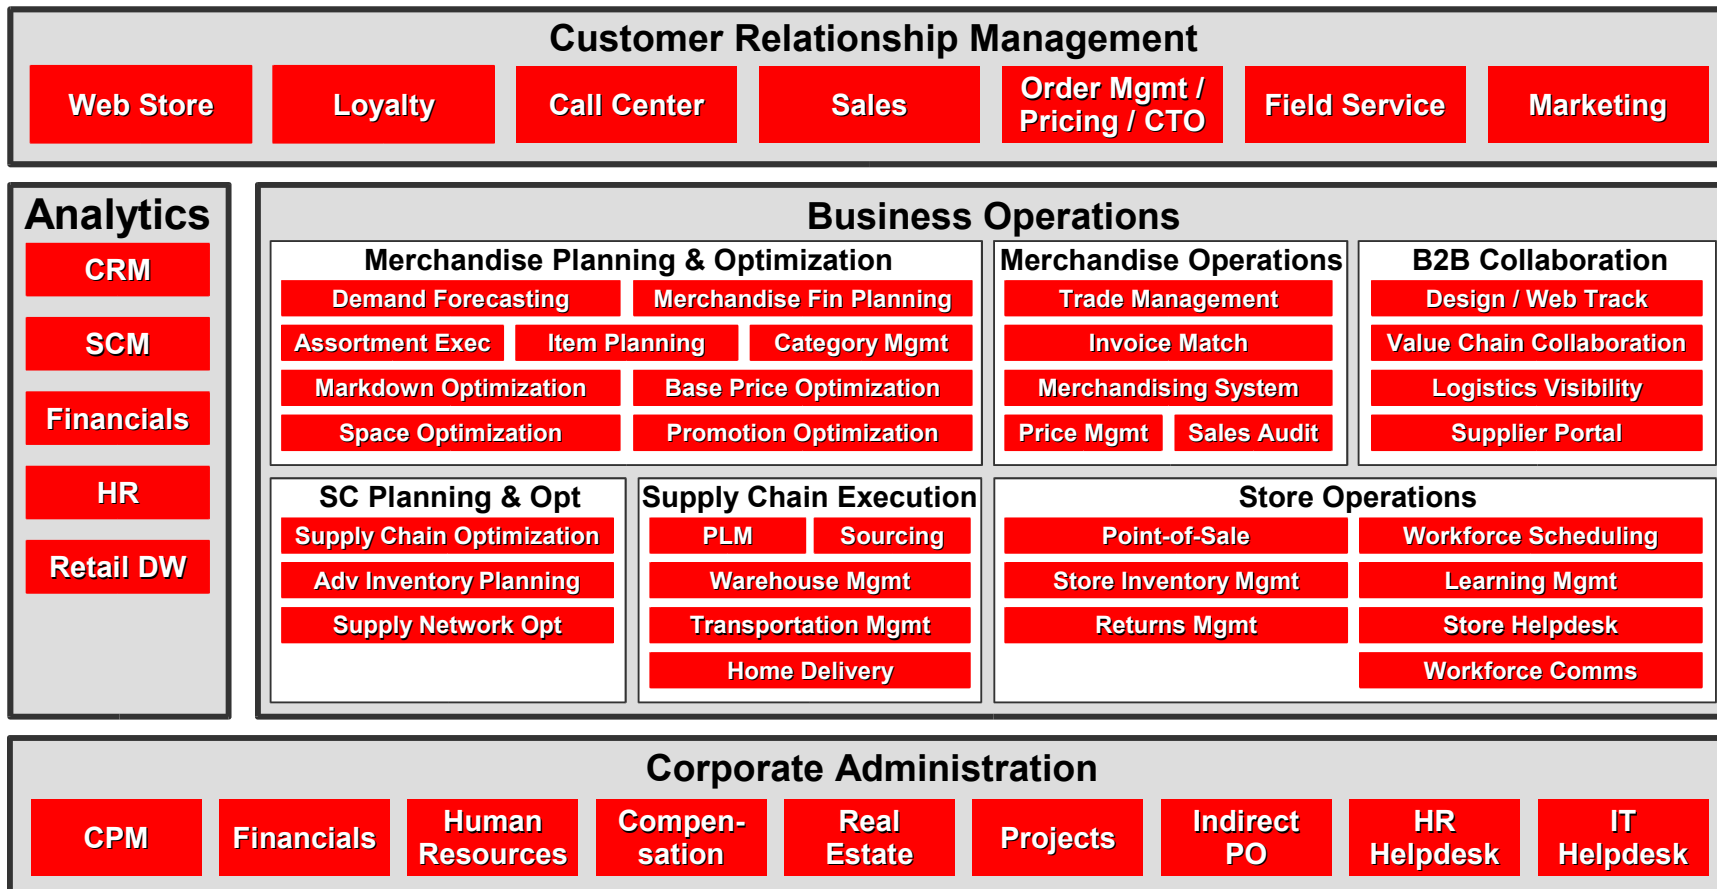 Customer Relationship Management
Web Store
Loyalty
Call Center
Sales
Order Mgmt /
Pricing / CTO
Field Service
Marketing
Analytics
CRM
SCM
Financials
HR
Retail DW
Business Operations
Merchandise Planning & Optimization
Demand Forecasting
Merchandise Fin Planning
Assortment Exec
Item Planning
Category Mgmt
Markdown Optimization
Base Price Optimization
Space Optimization
Promotion Optimization
Merchandise Operations
Trade Management
Invoice Match
Merchandising System
Price Mgmt
Sales Audit
B2B Collaboration
Design / Web Track
Value Chain Collaboration
Logistics Visibility
Supplier Portal
SC Planning & Opt
Supply Chain Optimization
Adv Inventory Planning
Supply Network Opt
Supply Chain Execution
PLM
Sourcing
Warehouse Mgmt
Transportation Mgmt
Home Delivery
Store Operations
Point-of-Sale
Workforce Scheduling
Store Inventory Mgmt
Learning Mgmt
Returns Mgmt
Store Helpdesk
Workforce Comms
Corporate Administration
CPM
Financials
Human
Resources
Compen-
sation
Real
Estate
Projects
Indirect
PO
HR
Helpdesk
IT
Helpdesk